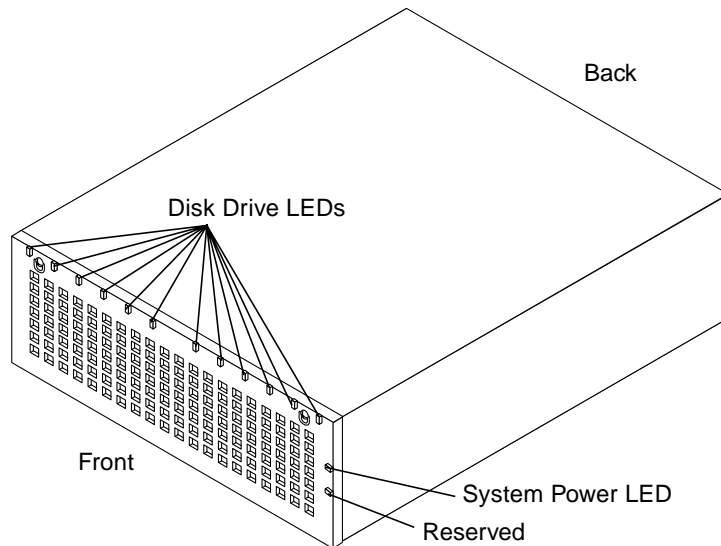 Back
Disk Drive LEDs
Front
System Power LED
Reserved